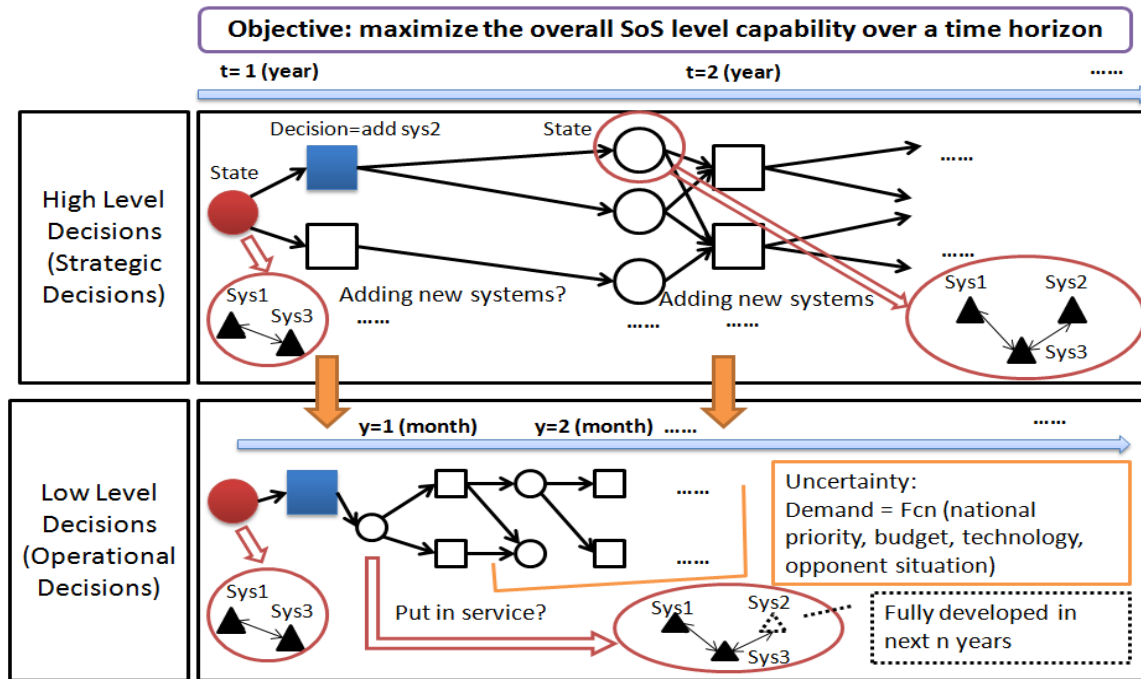 Objective: maximize the overall SoS level capability over a time horizon
t= 1 (year)
t=2 (year)
……
High Level
Decisions
(Strategic
Decisions)
Decision=add sys2
State
State
……
Adding new systems?
……
……
Adding new systems
……
……
Sys1
Sys3
Sys1
Sys2
Sys3
Low Level
Decisions
(Operational
Decisions)
y=1 (month)
y=2 (month)
……
……
……
……
Uncertainty:
Demand = Fcn (national
priority, budget, technology,
opponent situation)
Sys1
Sys3
Put in service?
Sys1
Sys2
Sys3
Fully developed in
next n years